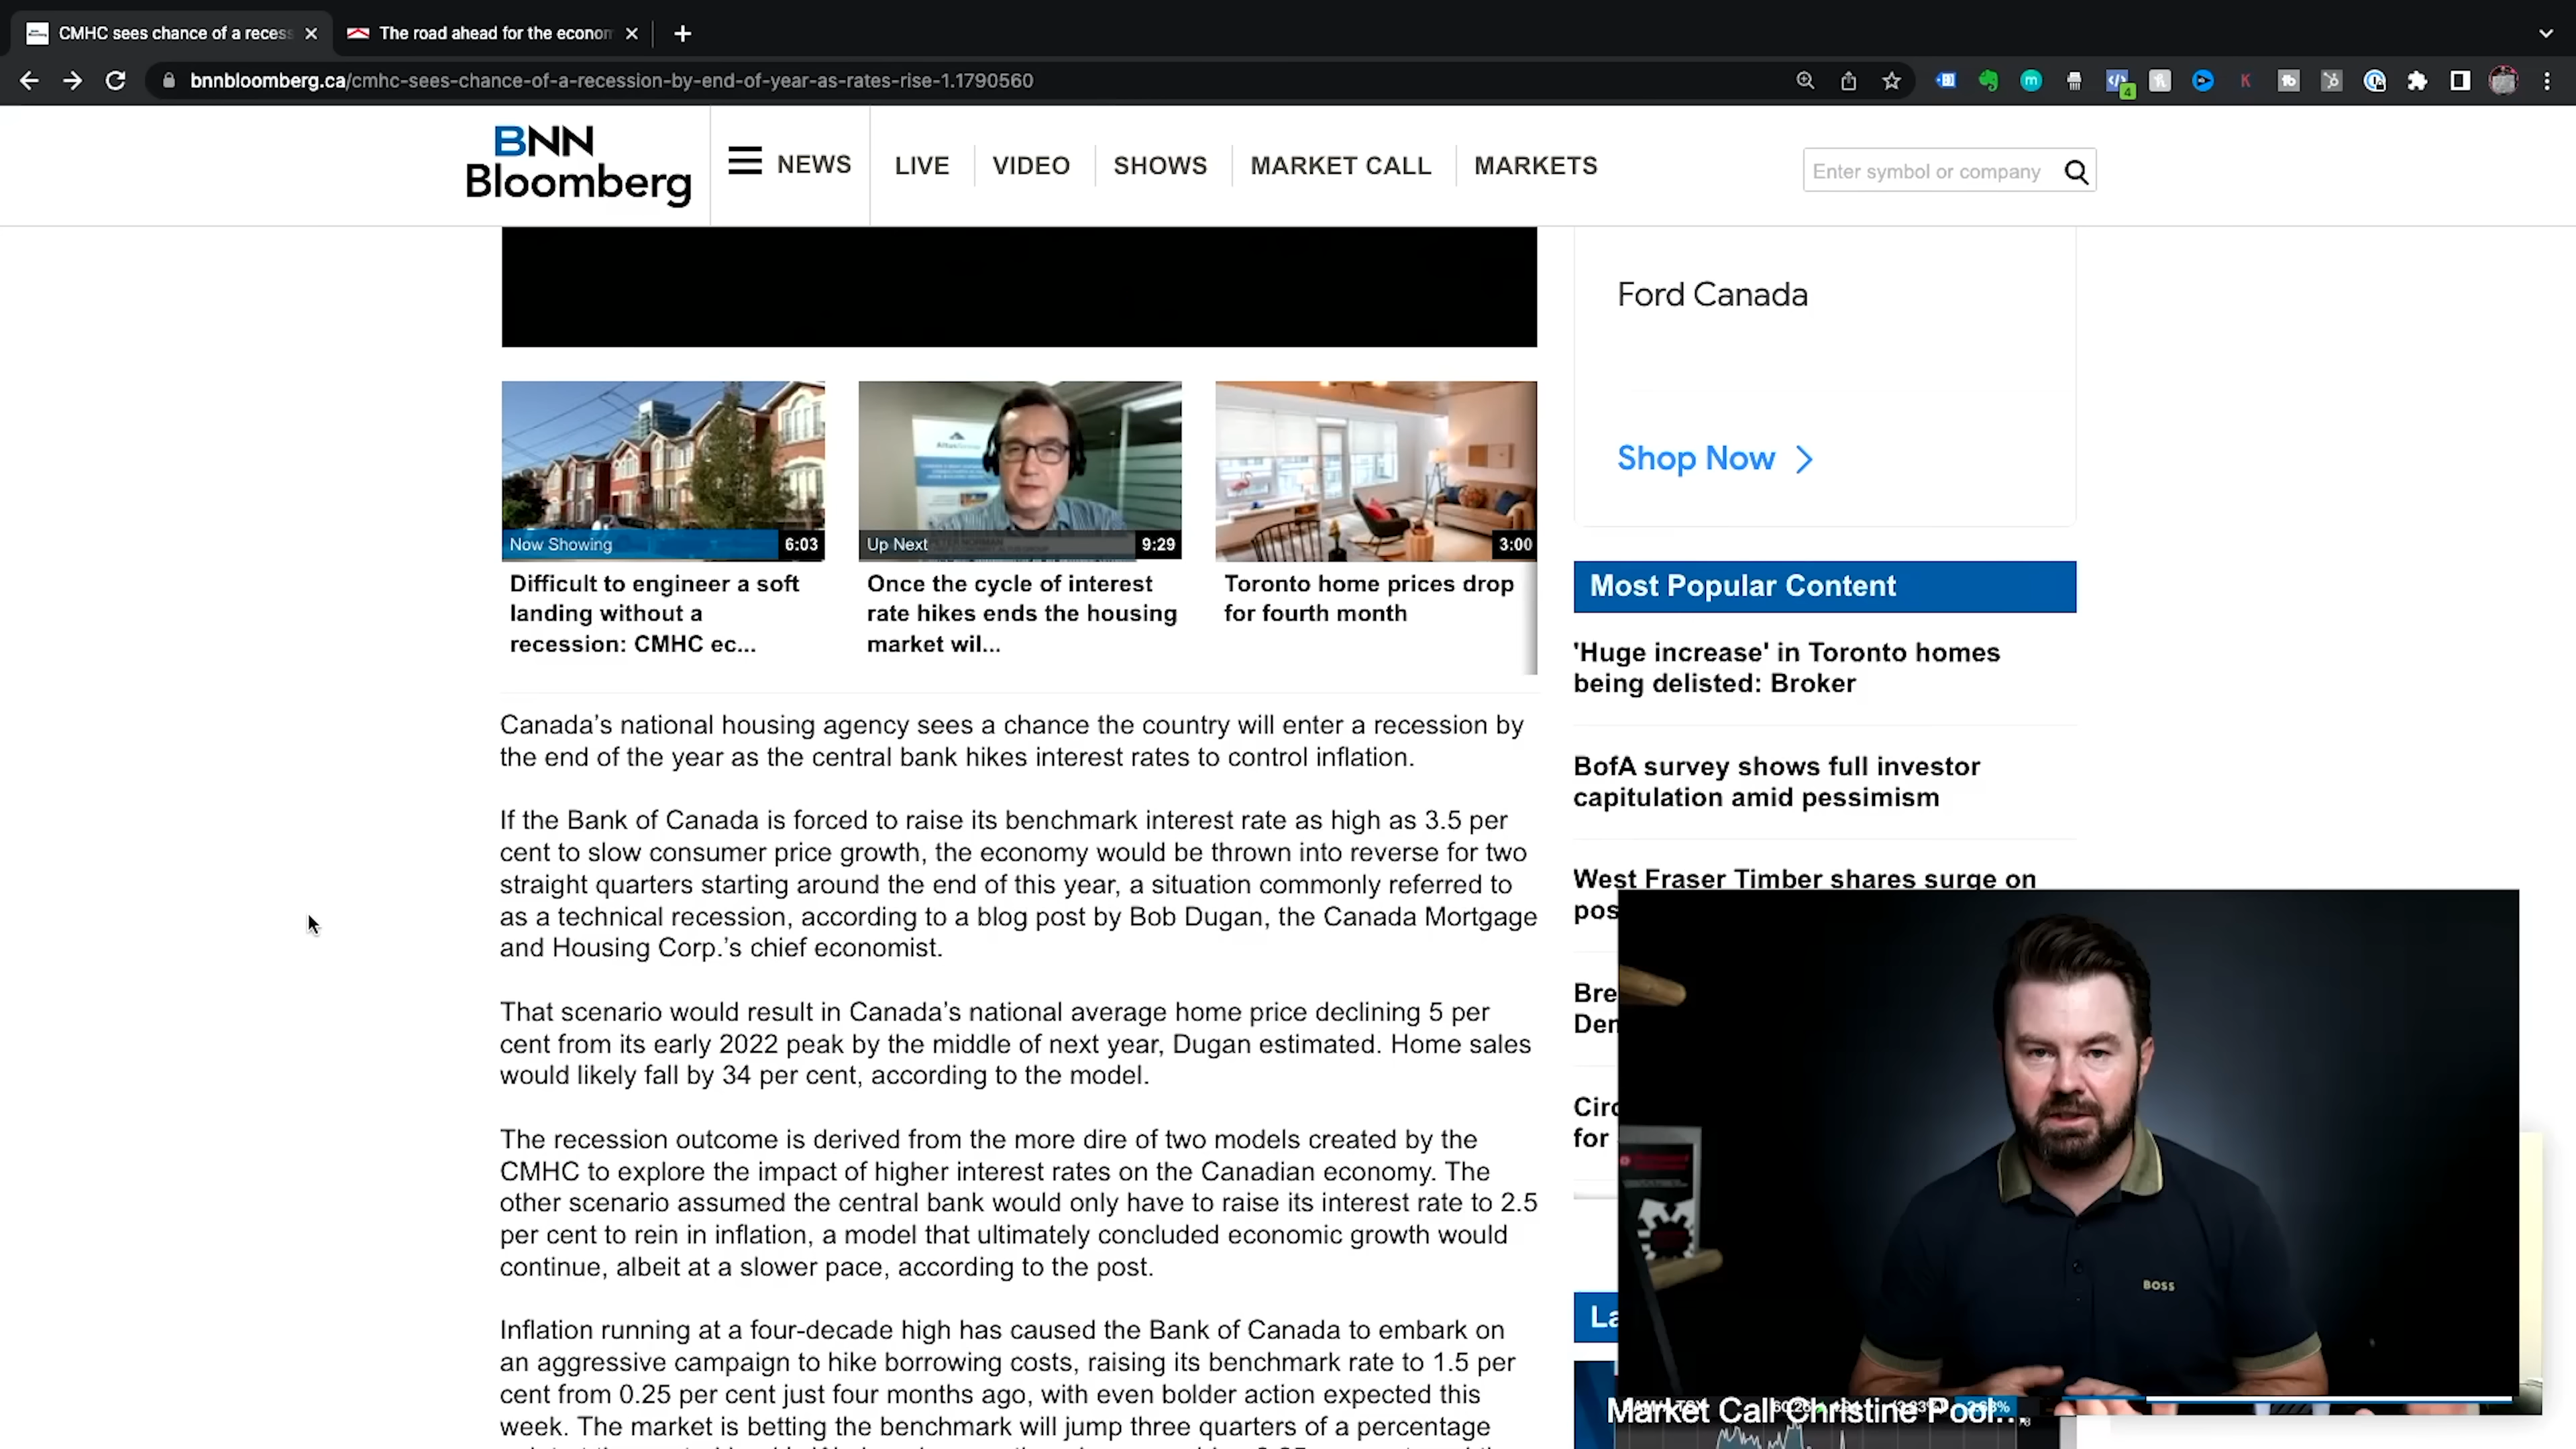 CMHC sees chance of a recess
The road ahead for the econom
bnnbloomberg.ca/cmhc-sees-chance-of-a-recession-by-end-of-year-as-rates-rise-1.1790560
4
BNN
Bloomberg
NEWS
LIVE
VIDEO
SHOWS
MARKET CALL
MARKETS
Enter symbol or company
Now Showing
6:03
Difficult to engineer a soft
landing without a
recession: CMHC ec...
Up Next
9:29
Once the cycle of interest
rate hikes ends the housing
market wil...
3:00
Toronto home prices drop
for fourth month
Canada’s national housing agency sees a chance the country will enter a recession by
the end of the year as the central bank hikes interest rates to control inflation.
If the Bank of Canada is forced to raise its benchmark interest rate as high as 3.5 per
cent to slow consumer price growth, the economy would be thrown into reverse for two
straight quarters starting around the end of this year, a situation commonly referred to
as a technical recession, according to a blog post by Bob Dugan, the Canada Mortgage
and Housing Corp.’s chief economist.
That scenario would result in Canada’s national average home price declining 5 per
cent from its early 2022 peak by the middle of next year, Dugan estimated. Home sales
would likely fall by 34 per cent, according to the model.
The recession outcome is derived from the more dire of two models created by the
CMHC to explore the impact of higher interest rates on the Canadian economy. The
other scenario assumed the central bank would only have to raise its interest rate to 2.5
per cent to rein in inflation, a model that ultimately concluded economic growth would
continue, albeit at a slower pace, according to the post.
Inflation running at a four-decade high has caused the Bank of Canada to embark on
an aggressive campaign to hike borrowing costs, raising its benchmark rate to 1.5 per
cent from 0.25 per cent just four months ago, with even bolder action expected this
week. The market is betting the benchmark will jump three quarters of a percentage
Ford Canada
Shop Now
Most Popular Content
'Huge increase' in Toronto homes
being delisted: Broker
BofA survey shows full investor
capitulation amid pessimism
West Fraser Timber shares surge on
pos
Bre
Den
Circ
for
La
BOSS
Market Call Christine Pool...